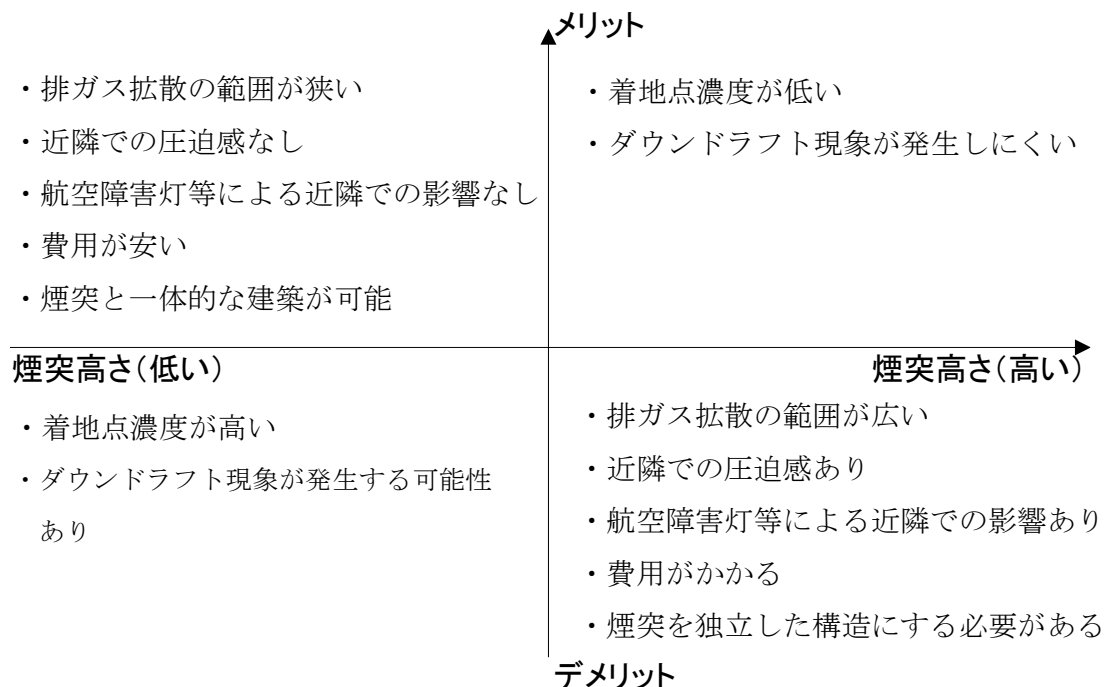 メリット
・排ガス拡散の範囲が狭い
・近隣での圧迫感なし
・航空障害灯等による近隣での影響なし
・費用が安い
・煙突と一体的な建築が可能
・着地点濃度が低い
・ダウンドラフト現象が発生しにくい
煙突高さ（低い）
煙突高さ（高い）
・着地点濃度が高い
・ダウンドラフト現象が発生する可能性
あり
・排ガス拡散の範囲が広い
・近隣での圧迫感あり
・航空障害灯等による近隣での影響あり
・費用がかかる
・煙突を独立した構造にする必要がある
デメリット